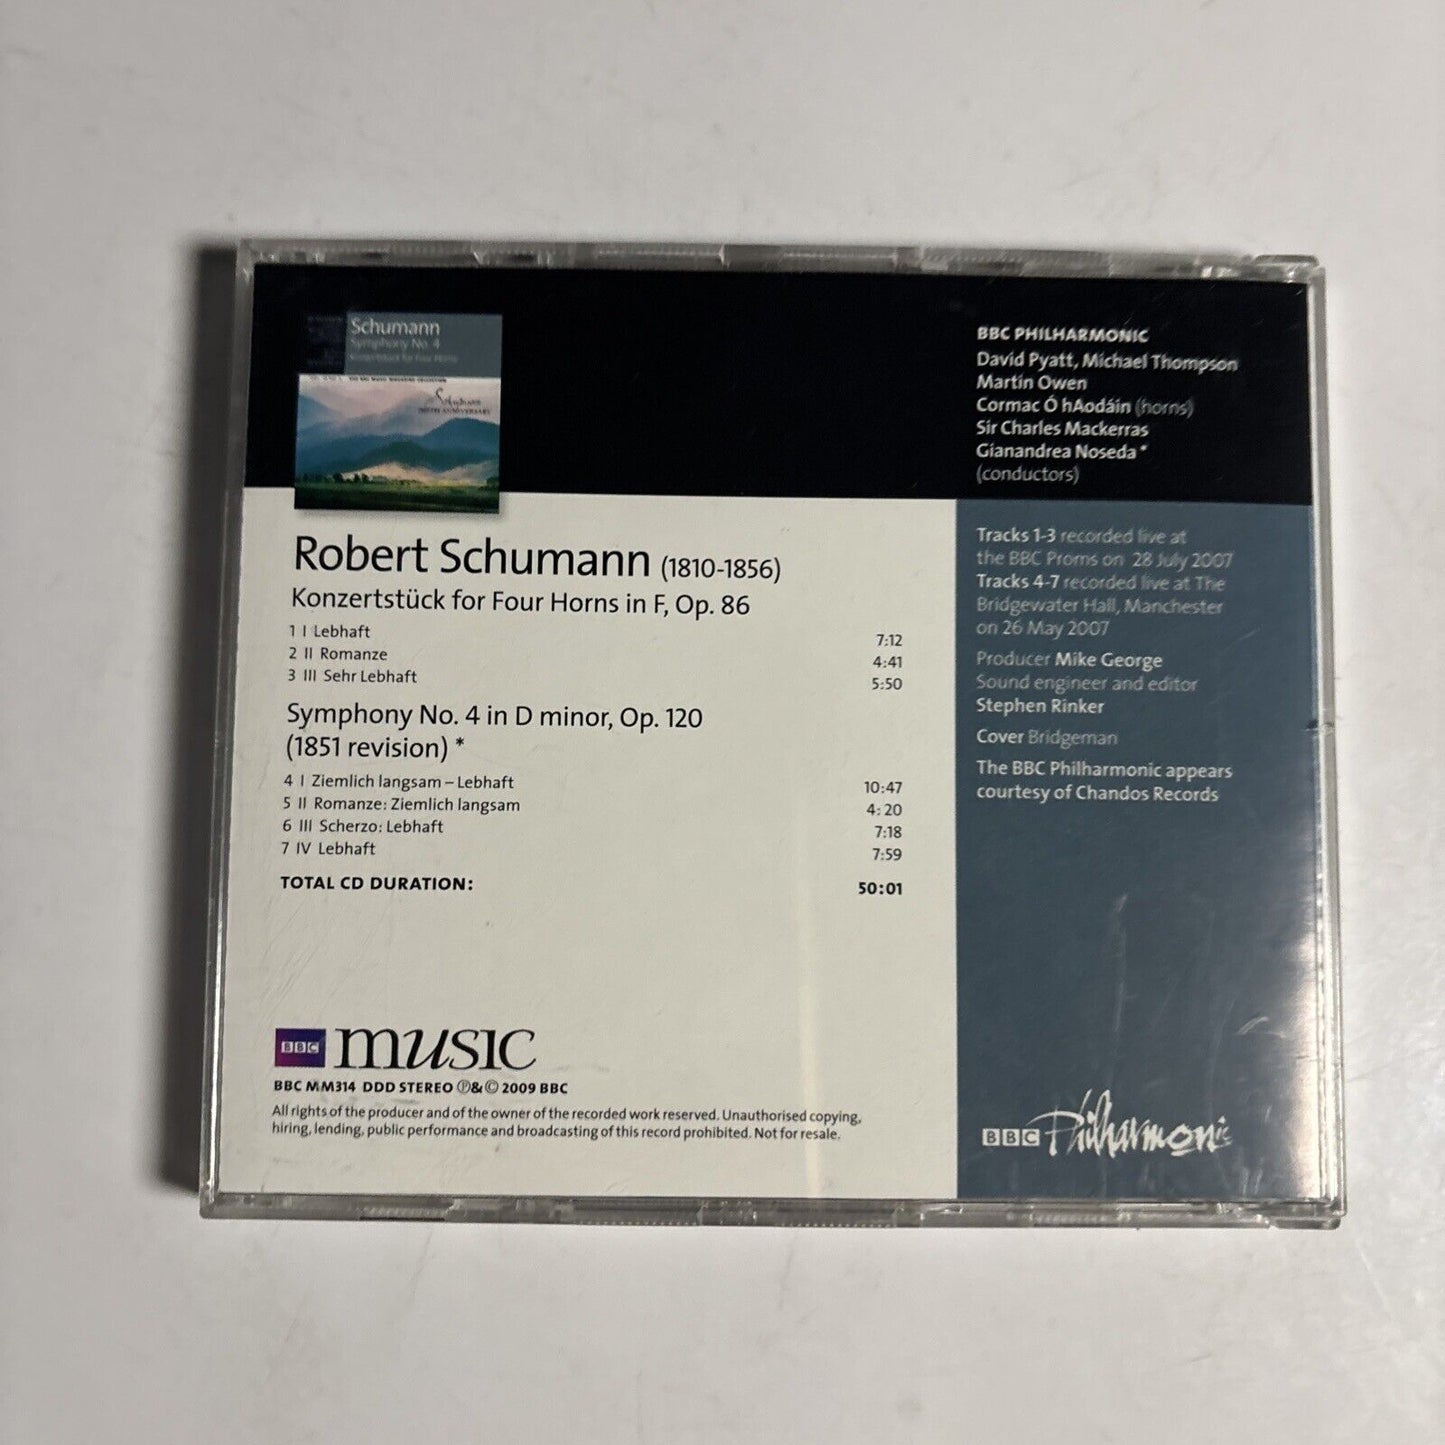 Schumann
Symphony No. 4
Konzertstück for Four Horns
THE BBC MUSIC MAGAZINE COLLECTION
Schumann
ANNIVERSARY
BBC PHILHARMONIC
David Pyatt, Michael Thompson
Martin Owen
Cormac Ó hAodáin (horns)
Sir Charles Mackerras
Gianandrea Noseda *
(conductors)
Robert Schumann (1810-1856)
Konzertstück for Four Horns in F, Op. 86
1 I Lebhaft 7:12
2 II Romanze 4:41
3 III Sehr Lebhaft 5:50
Symphony No. 4 in D minor, Op. 120
(1851 revision) *
4 I Ziemlich langsam – Lebhaft 10:47
5 II Romanze: Ziemlich langsam 4:20
6 III Scherzo: Lebhaft 7:18
7 IV Lebhaft 7:59
TOTAL CD DURATION: 50:01
Tracks 1-3 recorded live at
the BBC Proms on 28 July 2007
Tracks 4-7 recorded live at The
Bridgewater Hall, Manchester
on 26 May 2007
Producer Mike George
Sound engineer and editor
Stephen Rinker
Cover Bridgeman
The BBC Philharmonic appears
courtesy of Chandos Records
BBC music
BBC MM314 DDD STEREO Ⓟ&© 2009 BBC
All rights of the producer and of the owner of the recorded work reserved. Unauthorised copying,
hiring, lending, public performance and broadcasting of this record prohibited. Not for resale.
BBC Philharmonic